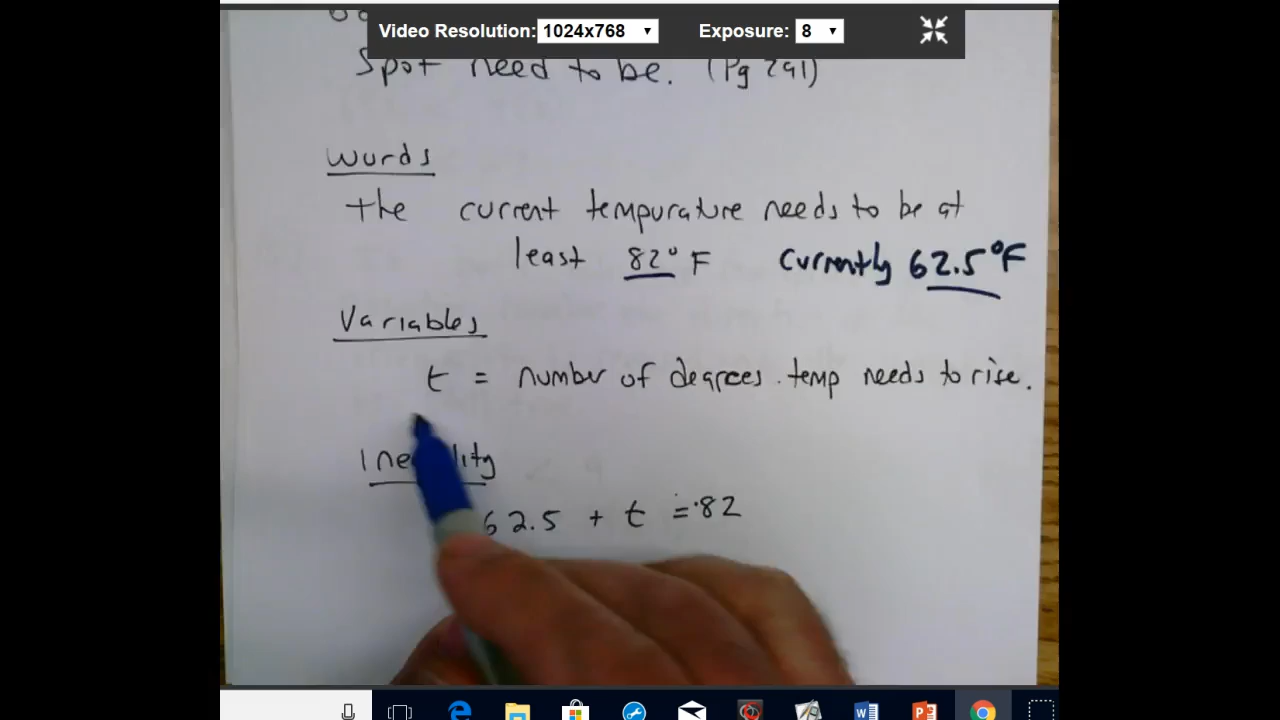 Video Resolution: 1024x768 Exposure: 8
Spot need to be. (Pg 291)
Words
the current tempurature needs to be at
least 82° F Currently 62.5°F
Variables
t = number of degrees temp needs to rise.
62.5 + t = 82